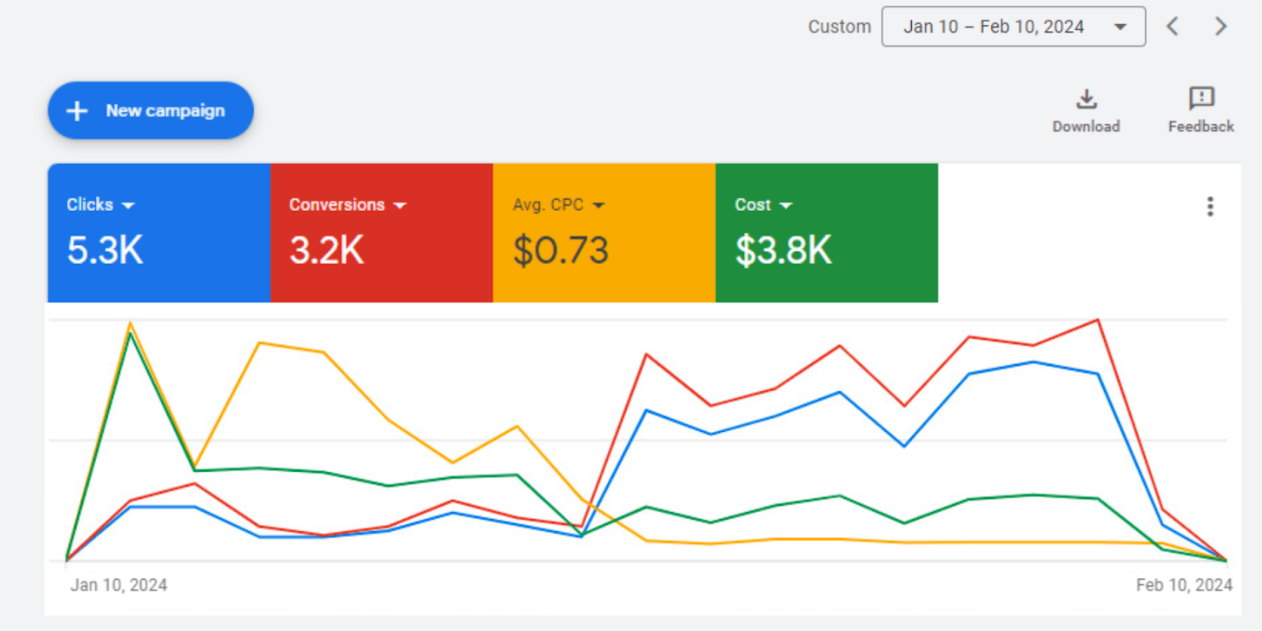 Custom Jan 10 – Feb 10, 2024
New campaign
Download Feedback
Clicks Conversions Avg. CPC Cost
5.3K 3.2K $0.73 $3.8K
Jan 10, 2024 Feb 10, 2024